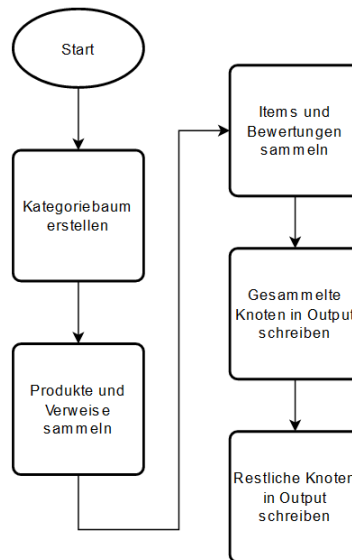 Start
Kategoriebaum
erstellen
Produkte und
Verweise
sammeln
Items und
Bewertungen
sammeln
Gesammelte
Knoten in Output
schreiben
Restliche Knoten
in Output
schreiben